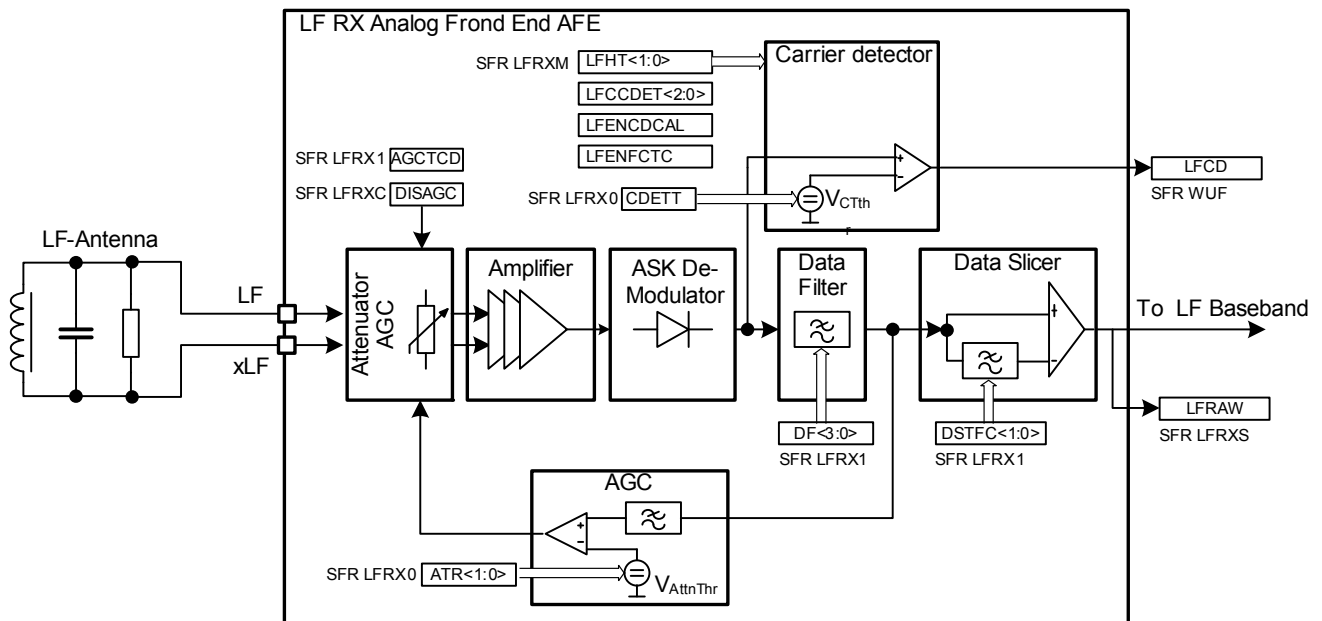 LF RX Analog Frond End AFE
SFR LFRXM
LFHT<1:0>
LFCCDET<2:0>
LFENCDCAL
LFENFCTC
Carrier detector
+
-
SFR LFRX0
CDETT
VCTth
r
LFCD
SFR WUF
SFR LFRX1
AGCTCD
SFR LFRXC
DISAGC
LF-Antenna
LF
xLF
Attenuator
AGC
Amplifier
ASK De-
Modulator
Data
Filter
DF<3:0>
SFR LFRX1
Data Slicer
+
-
DSTFC<1:0>
SFR LFRX1
To LF Baseband
LFRAW
SFR LFRXS
AGC
+
-
SFR LFRX0
ATR<1:0>
VAttnThr